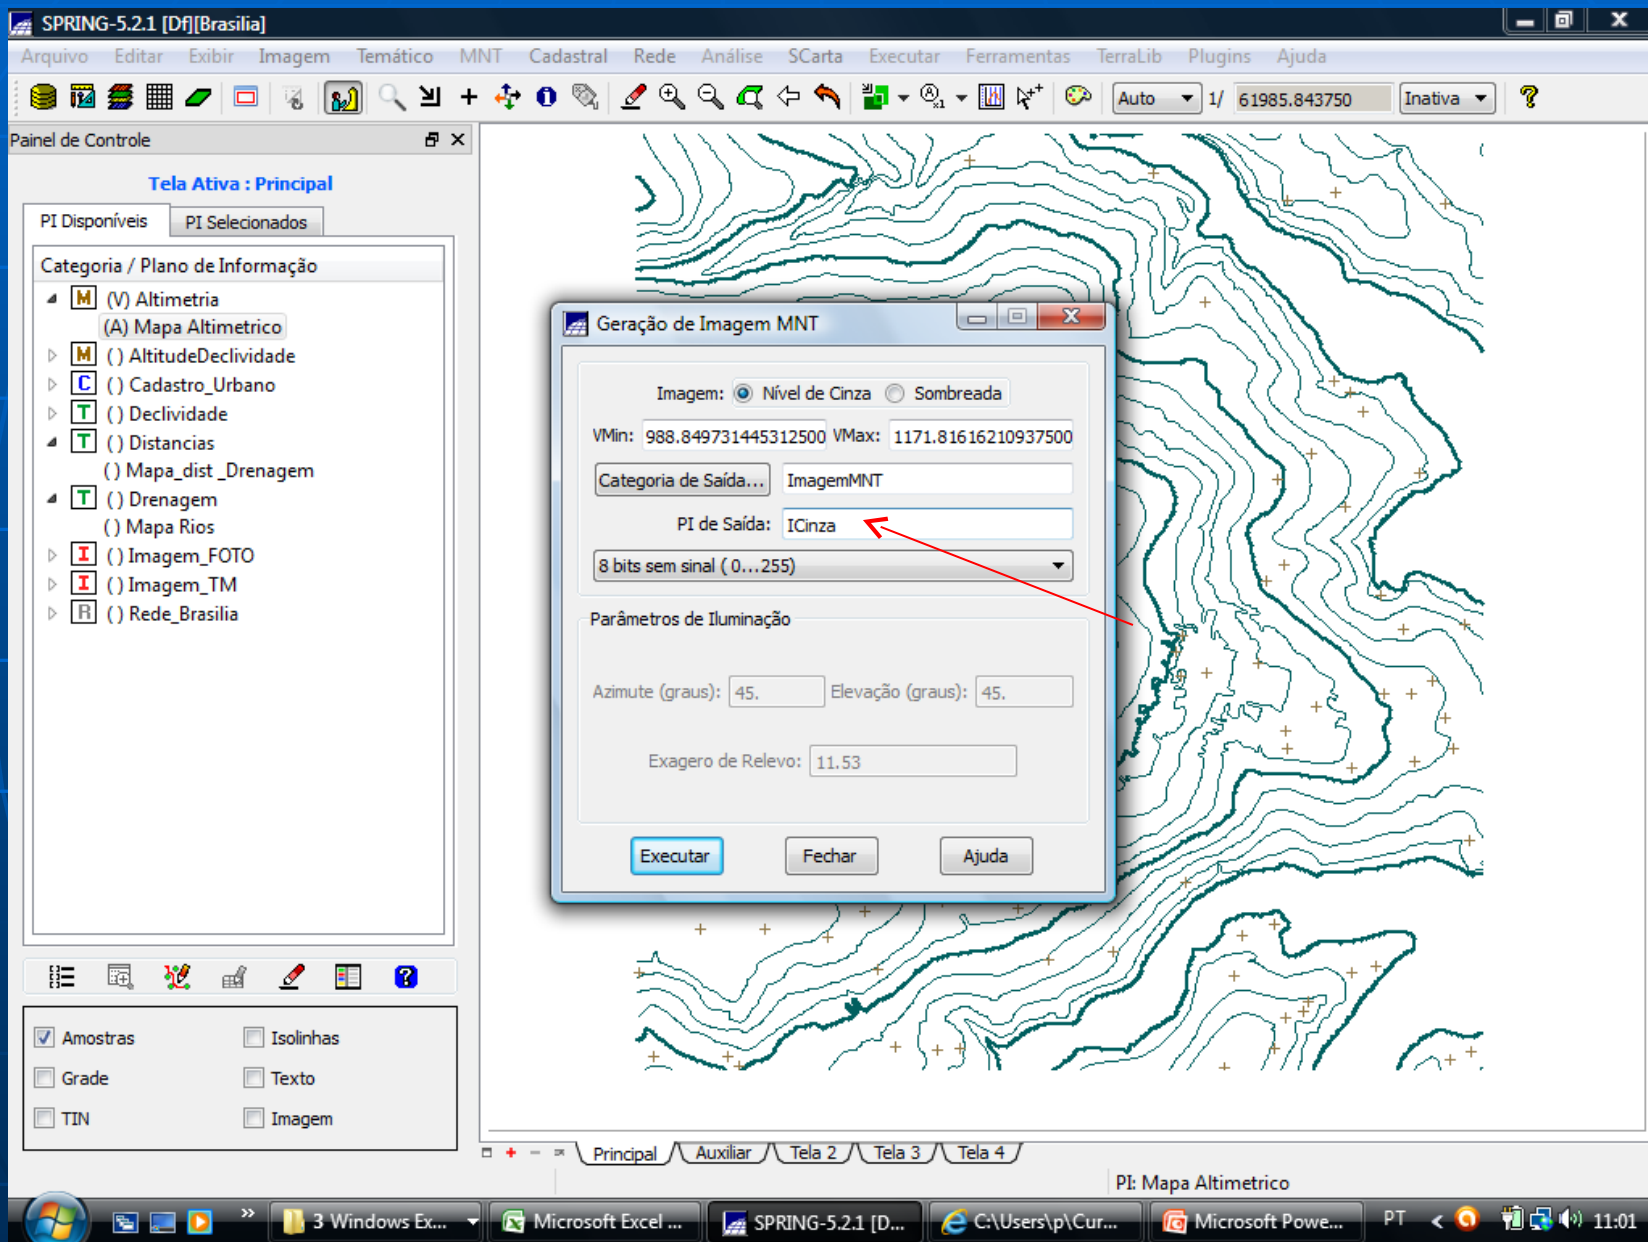 SPRING-5.2.1 [Df][Brasilia]
Arquivo Editar Exibir Imagem Temático MNT Cadastral Rede Análise SCarta Executar Ferramentas TerraLib Plugins Ajuda
Auto 1/ 61985.843750 Inativa
Painel de Controle
Tela Ativa : Principal
PI Disponíveis PI Selecionados
Categoria / Plano de Informação
M (V) Altimetria
(A) Mapa Altimetrico
M ( ) AltitudeDeclividade
C ( ) Cadastro_Urbano
T ( ) Declividade
T ( ) Distancias
( ) Mapa_dist _Drenagem
T ( ) Drenagem
( ) Mapa Rios
I ( ) Imagem_FOTO
I ( ) Imagem_TM
R ( ) Rede_Brasilia
Amostras Isolinhas
Grade Texto
TIN Imagem
Geração de Imagem MNT
Imagem: Nível de Cinza Sombreada
VMin: 988.849731445312500 VMax: 1171.81616210937500
Categoria de Saída... ImagemMNT
PI de Saída: ICinza
8 bits sem sinal ( 0...255)
Parâmetros de Iluminação
Azimute (graus): 45. Elevação (graus): 45.
Exagero de Relevo: 11.53
Executar Fechar Ajuda
Principal Auxiliar Tela 2 Tela 3 Tela 4
PI: Mapa Altimetrico
3 Windows Ex... Microsoft Excel ... SPRING-5.2.1 [D... C:\Users\p\Cur... Microsoft Powe... PT 11:01